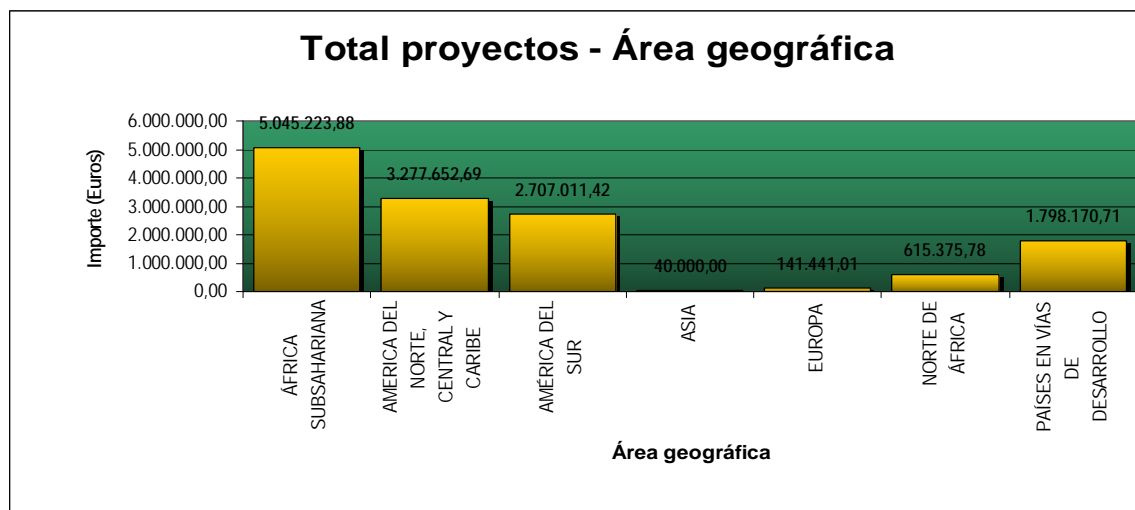 Total proyectos - Área geográfica
Importe (Euros)
6.000.000,00
5.000.000,00
4.000.000,00
3.000.000,00
2.000.000,00
1.000.000,00
0,00
5.045.223,88
3.277.652,69
2.707.011,42
40.000,00
141.441,01
615.375,78
1.798.170,71
ÁFRICA
SUBSAHARIANA
AMERICA DEL
NORTE,
CENTRAL Y
CARIBE
AMÉRICA DEL
SUR
ASIA
EUROPA
NORTE DE
ÁFRICA
PAÍSES EN VÍAS
DE
DESARROLLO
Área geográfica